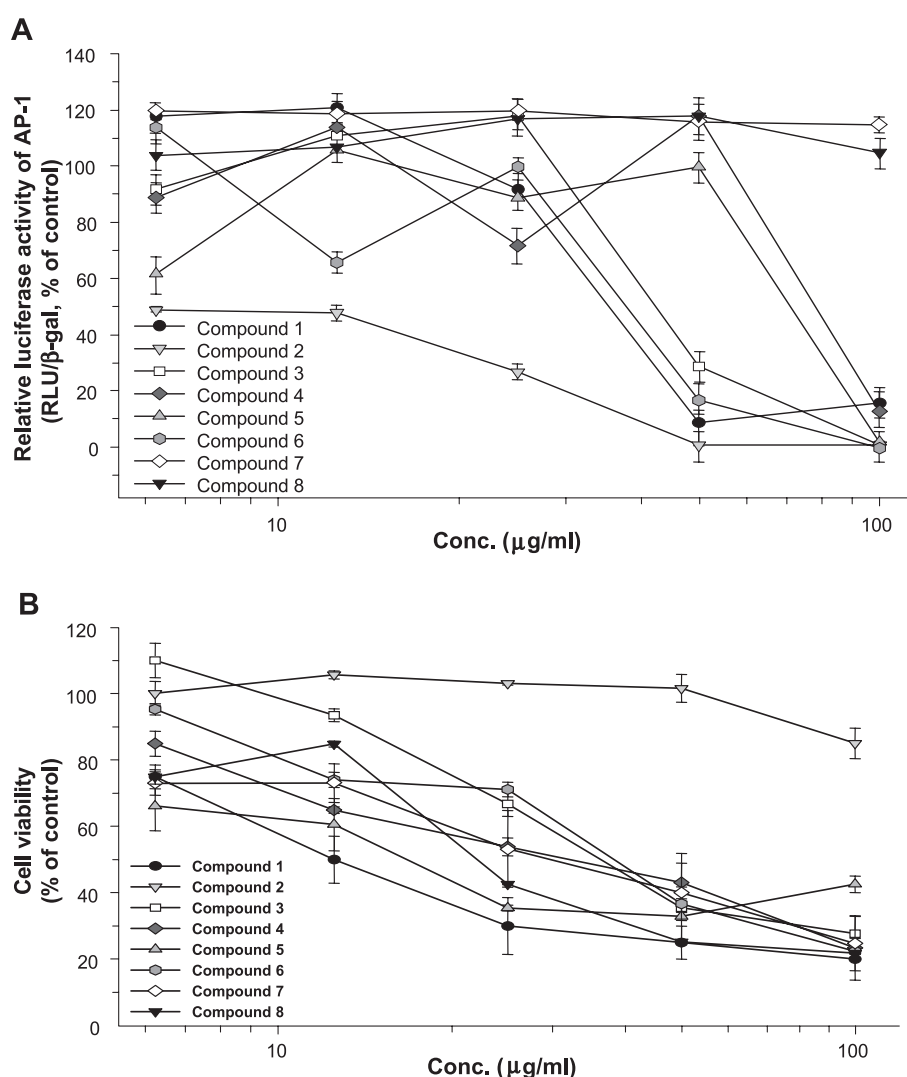 A
Relative luciferase activity of AP-1
(RLU/β-gal, % of control)
140
120
100
80
60
40
20
0
Compound 1
Compound 2
Compound 3
Compound 4
Compound 5
Compound 6
Compound 7
Compound 8
10
100
Conc. (μg/ml)
B
Cell viability
(% of control)
120
100
80
60
40
20
0
Compound 1
Compound 2
Compound 3
Compound 4
Compound 5
Compound 6
Compound 7
Compound 8
10
100
Conc. (μg/ml)